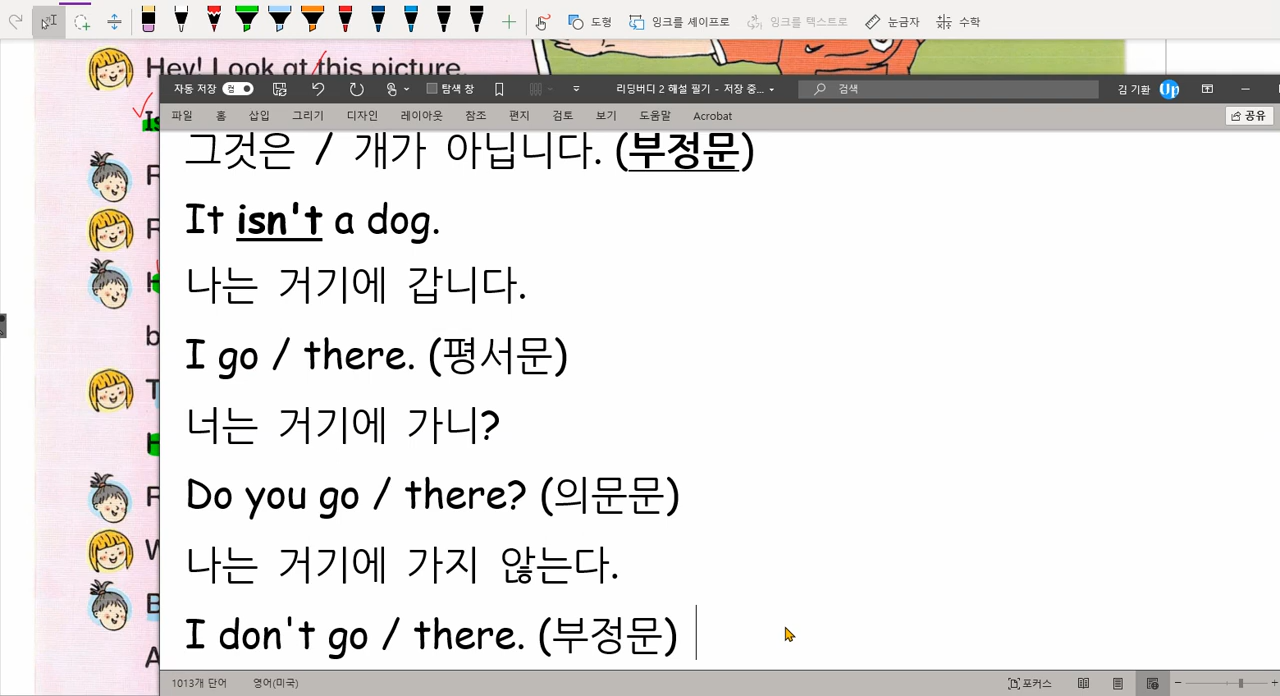 도형
잉크를 셰이프로
잉크를 텍스트로
눈금자
수학
Hey! Look at this picture.
자동 저장
켬
탐색 창
리딩버디 2 해설 필기 - 저장 중...
검색
김 기환
Up
파일 홈 삽입 그리기 디자인 레이아웃 참조 편지 검토 보기 도움말 Acrobat
공유
그것은 / 개가 아닙니다. (부정문)
It isn't a dog.
나는 거기에 갑니다.
I go / there. (평서문)
너는 거기에 가니?
Do you go / there? (의문문)
나는 거기에 가지 않는다.
I don't go / there. (부정문)
1013개 단어
영어(미국)
포커스